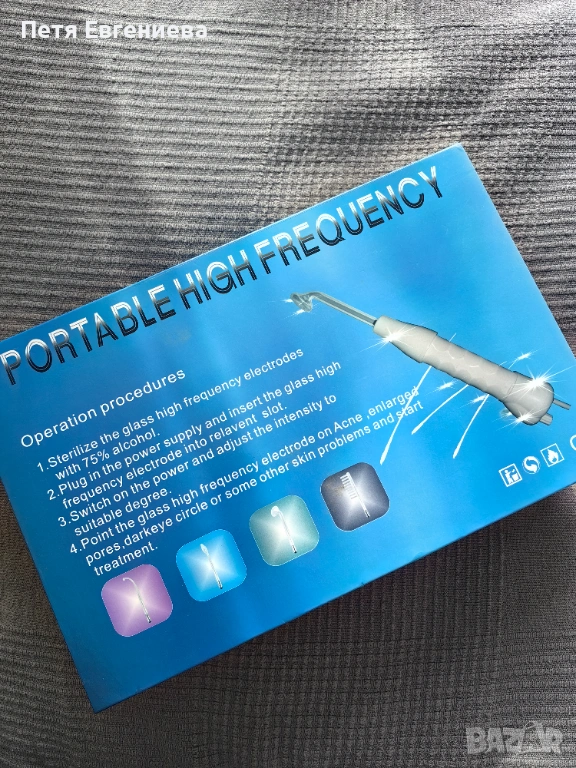 Петя Евгениева
PORTABLE HIGH FREQUENCY
Operation procedures
1.Sterilize the glass high frequency electrodes
with 75% alcohol.
2.Plug in the power supply and insert the glass high
frequency electrode into relavent slot.
3.Switch on the power and adjust the intensity to
suitable degree.
4.Point the glass high frequency electrode on Acne ,enlarged
pores,darkeye circle or some other skin problems and start
treatment.
BAZAR